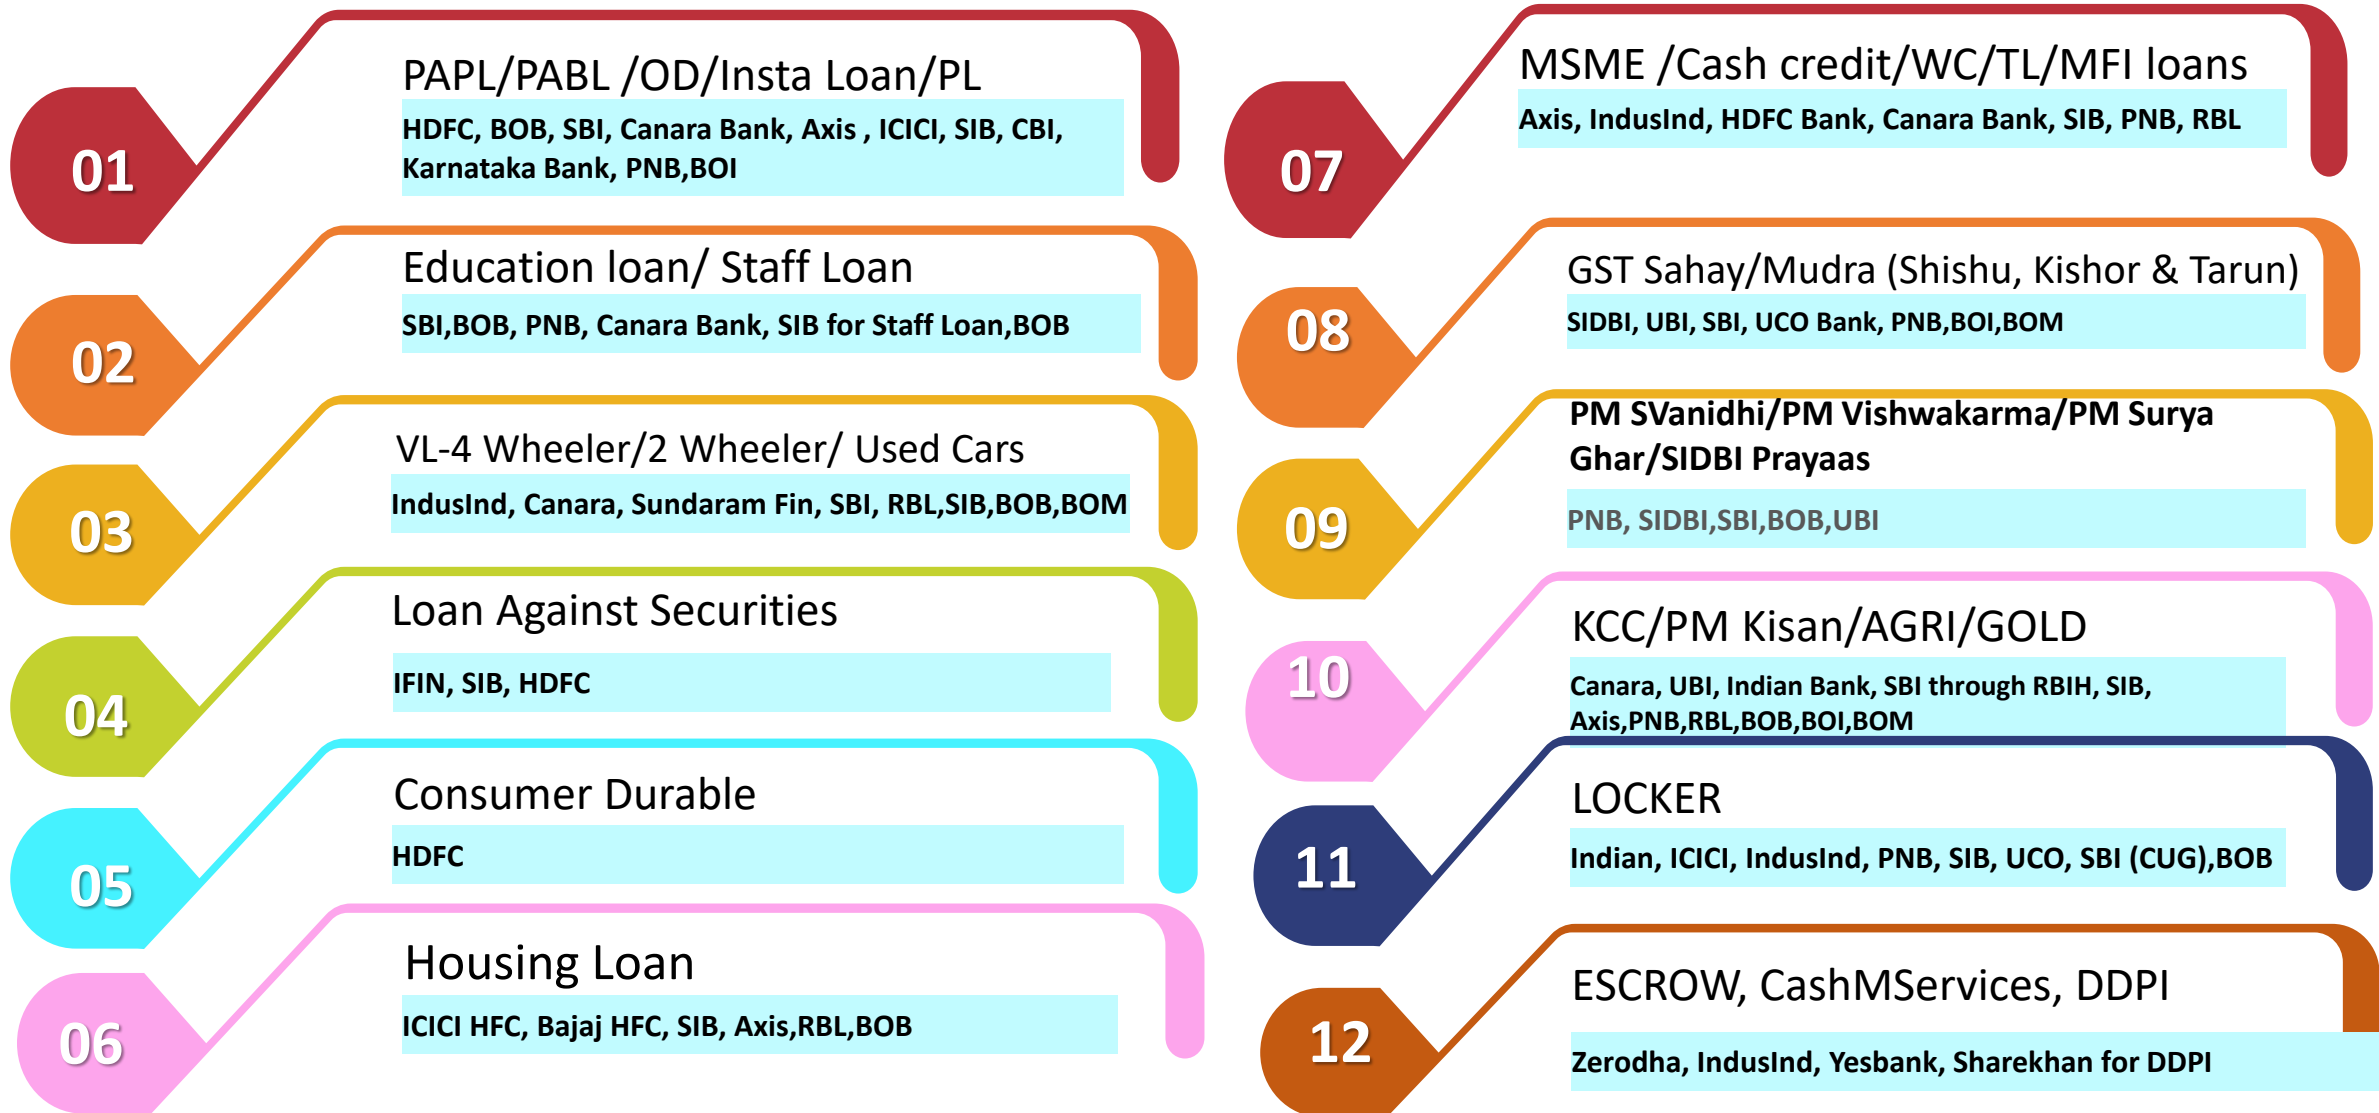 01
PAPL/PABL /OD/Insta Loan/PL
HDFC, BOB, SBI, Canara Bank, Axis , ICICI, SIB, CBI,
Karnataka Bank, PNB,BOI
02
Education loan/ Staff Loan
SBI,BOB, PNB, Canara Bank, SIB for Staff Loan,BOB
03
VL-4 Wheeler/2 Wheeler/ Used Cars
IndusInd, Canara, Sundaram Fin, SBI, RBL,SIB,BOB,BOM
04
Loan Against Securities
IFIN, SIB, HDFC
05
Consumer Durable
HDFC
06
Housing Loan
ICICI HFC, Bajaj HFC, SIB, Axis,RBL,BOB
07
MSME /Cash credit/WC/TL/MFI loans
Axis, IndusInd, HDFC Bank, Canara Bank, SIB, PNB, RBL
08
GST Sahay/Mudra (Shishu, Kishor & Tarun)
SIDBI, UBI, SBI, UCO Bank, PNB,BOI,BOM
09
PM SVanidhi/PM Vishwakarma/PM Surya
Ghar/SIDBI Prayaas
PNB, SIDBI,SBI,BOB,UBI
10
KCC/PM Kisan/AGRI/GOLD
Canara, UBI, Indian Bank, SBI through RBIH, SIB,
Axis,PNB,RBL,BOB,BOI,BOM
11
LOCKER
Indian, ICICI, IndusInd, PNB, SIB, UCO, SBI (CUG),BOB
12
ESCROW, CashMServices, DDPI
Zerodha, IndusInd, Yesbank, Sharekhan for DDPI